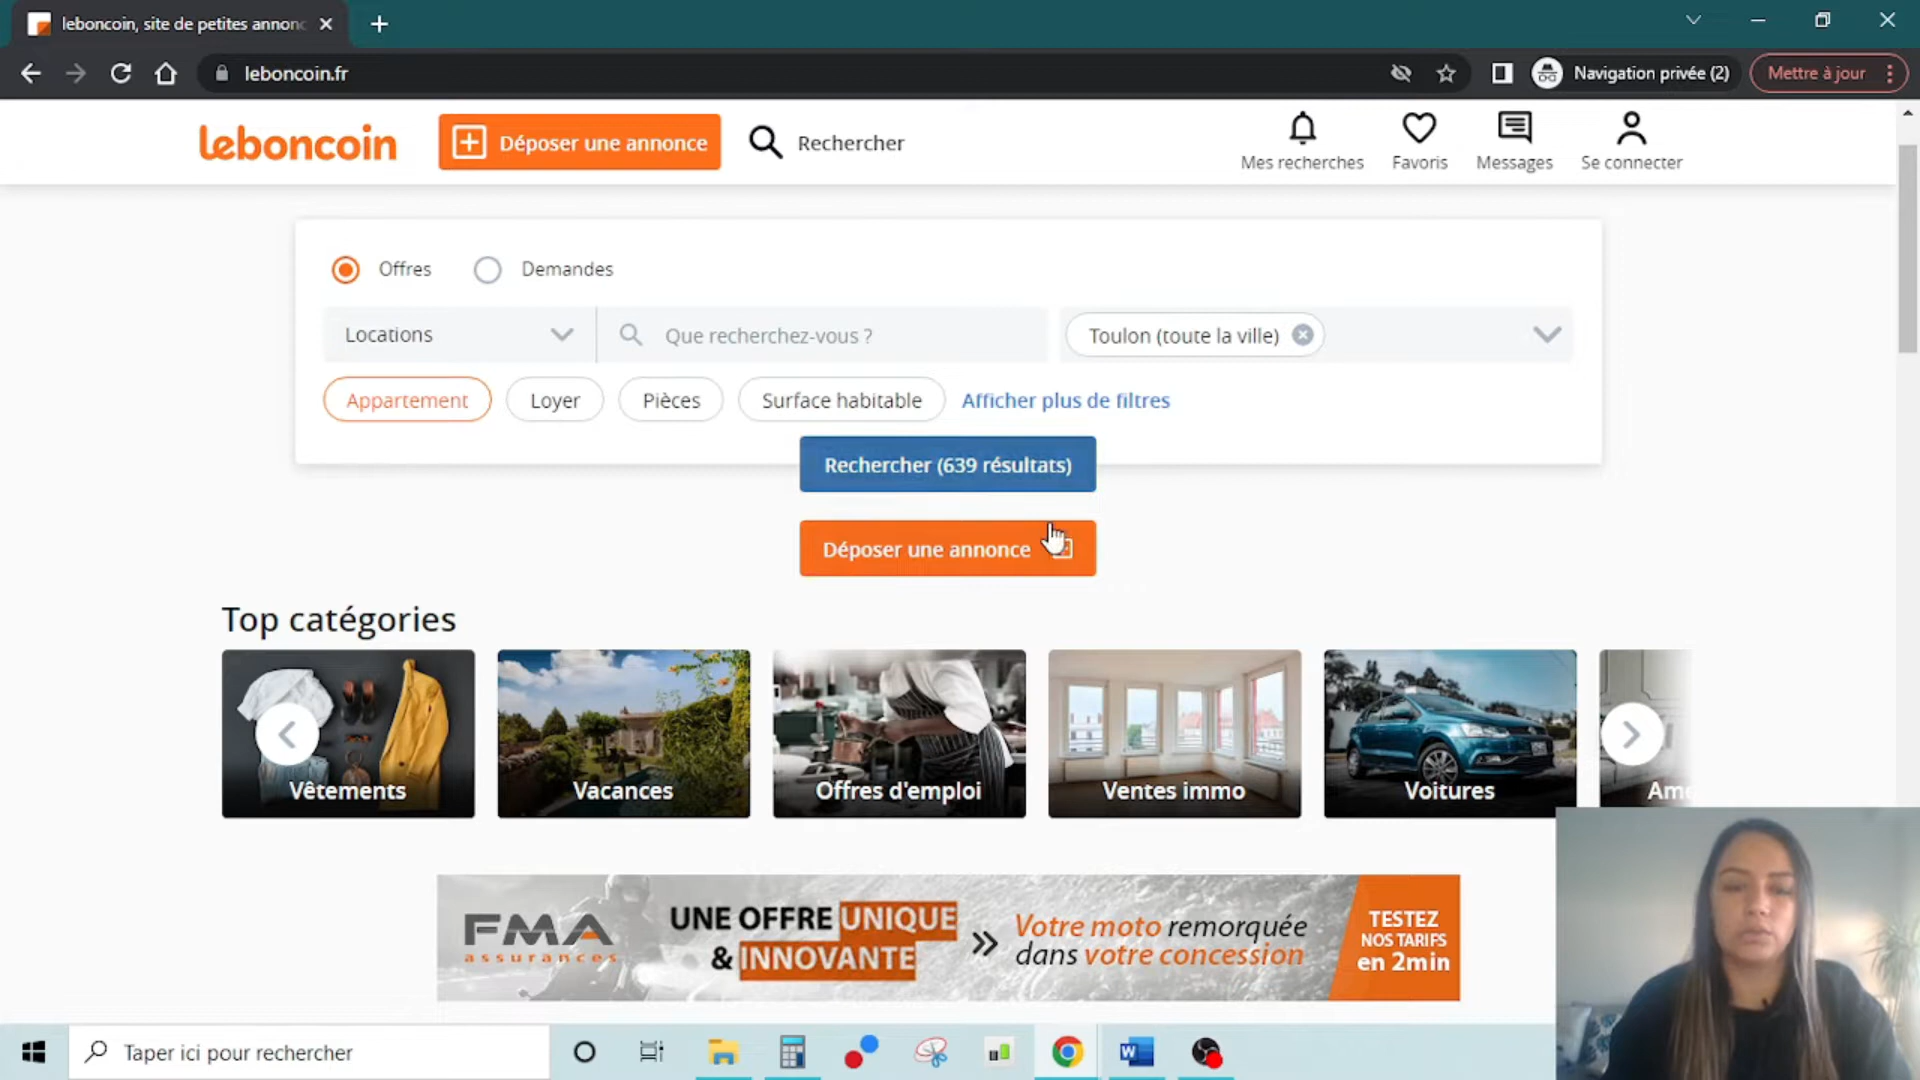 leboncoin, site de petites annonc
leboncoin.fr
Navigation privée (2)
Mettre à jour
leboncoin
Déposer une annonce
Rechercher
Mes recherches
Favoris
Messages
Se connecter
Offres
Demandes
Locations
Que recherchez-vous ?
Toulon (toute la ville)
Appartement
Loyer
Pièces
Surface habitable
Afficher plus de filtres
Rechercher (639 résultats)
Déposer une annonce
Top catégories
Vêtements
Vacances
Offres d'emploi
Ventes immo
Voitures
Ame
FMA
assurances
UNE OFFRE UNIQUE
& INNOVANTE
Votre moto remorquée
dans votre concession
TESTEZ
NOS TARIFS
en 2min
Taper ici pour rechercher